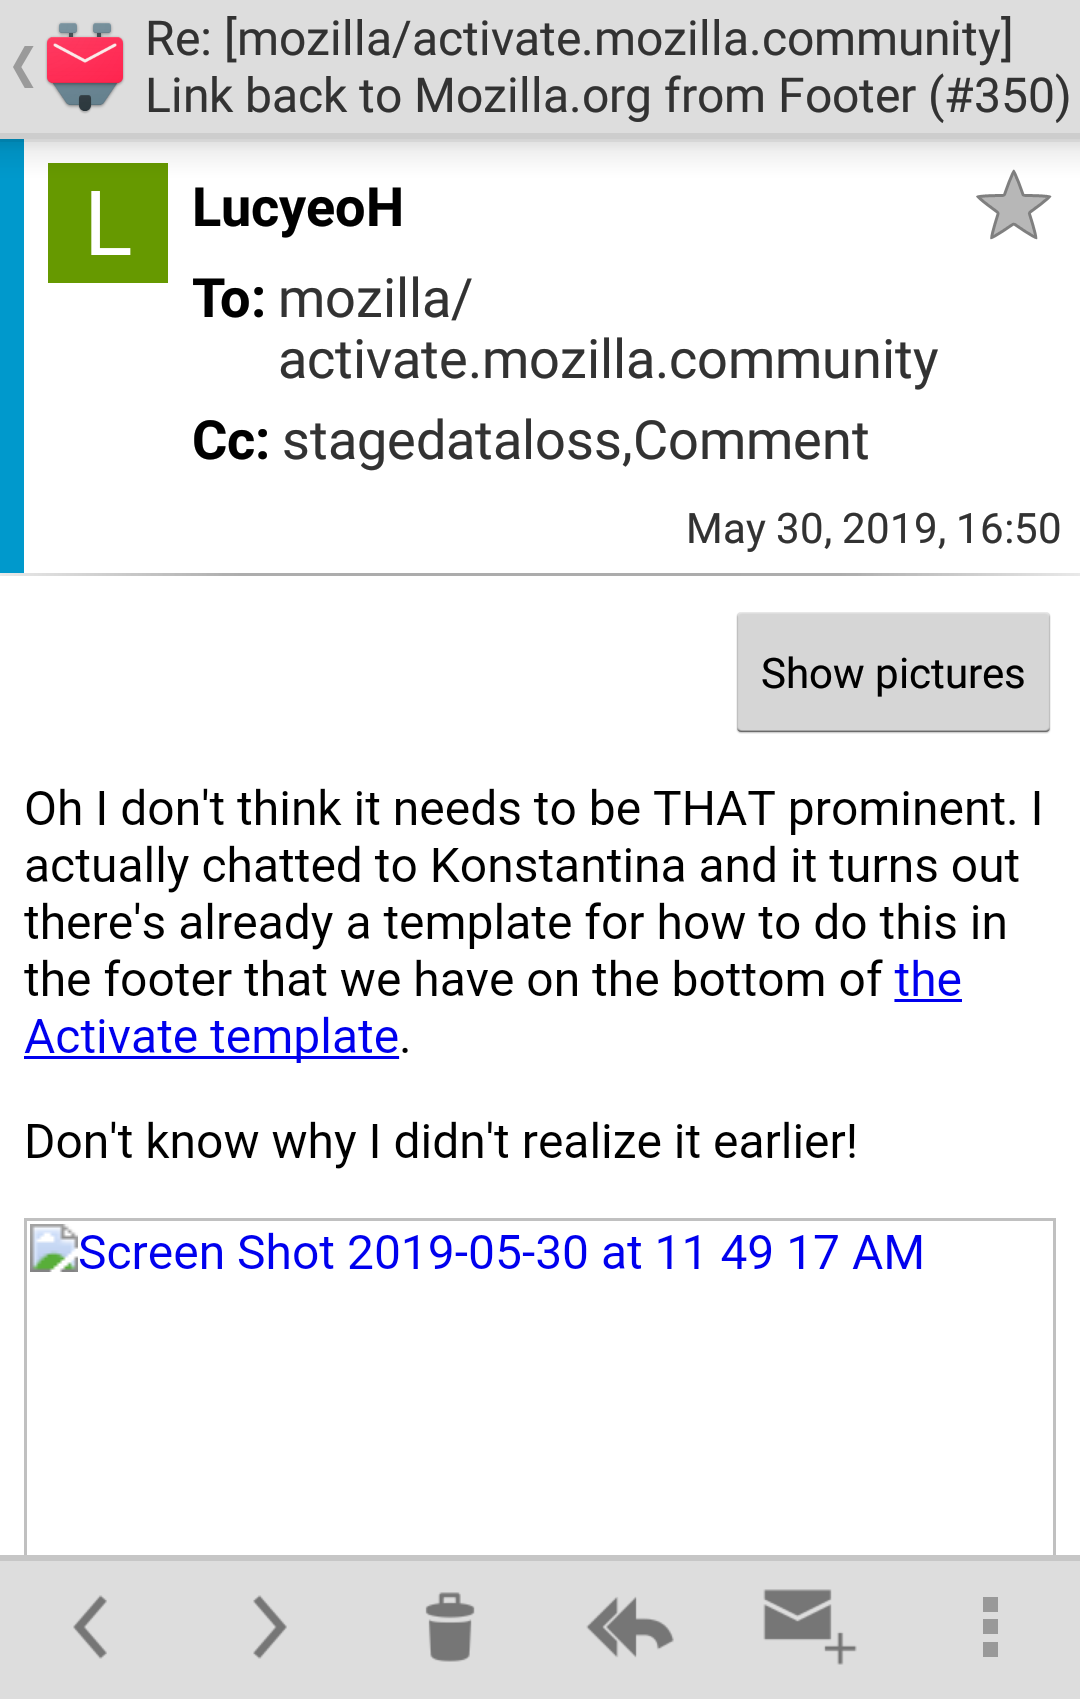 Re: [mozilla/activate.mozilla.community]
Link back to Mozilla.org from Footer (#350)
L
LucyeoH
To: mozilla/
activate.mozilla.community
Cc: stagedataloss,Comment
May 30, 2019, 16:50
Show pictures
Oh I don't think it needs to be THAT prominent. I
actually chatted to Konstantina and it turns out
there's already a template for how to do this in
the footer that we have on the bottom of the
Activate template.
Don't know why I didn't realize it earlier!
Screen Shot 2019-05-30 at 11 49 17 AM